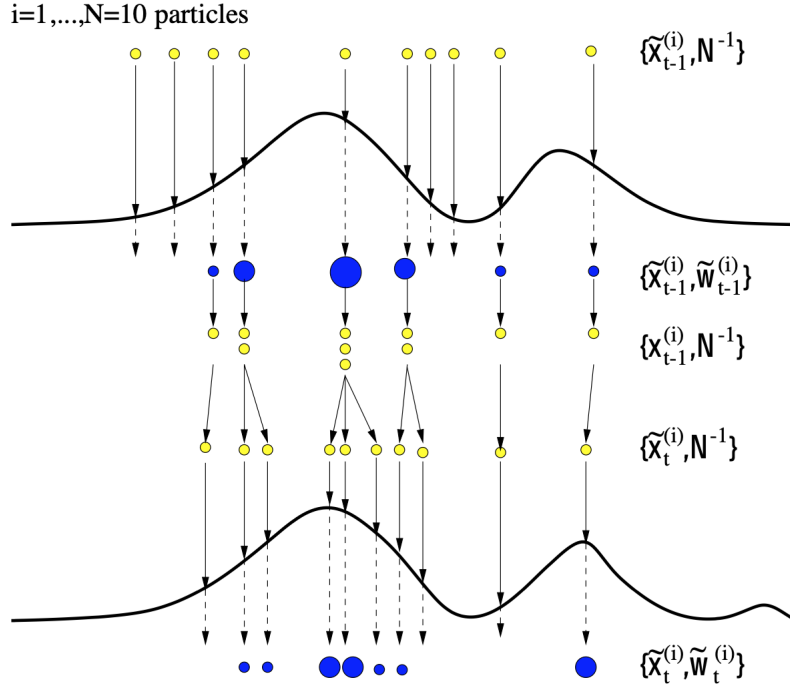 i=1,...,N=10 particles
{x̃_{t-1}^{(i)},N^{-1}}
{x̃_{t-1}^{(i)},w̃_{t-1}^{(i)}}
{x_{t-1}^{(i)},N^{-1}}
{x̃_t^{(i)},N^{-1}}
{x̃_t^{(i)},w̃_t^{(i)}}